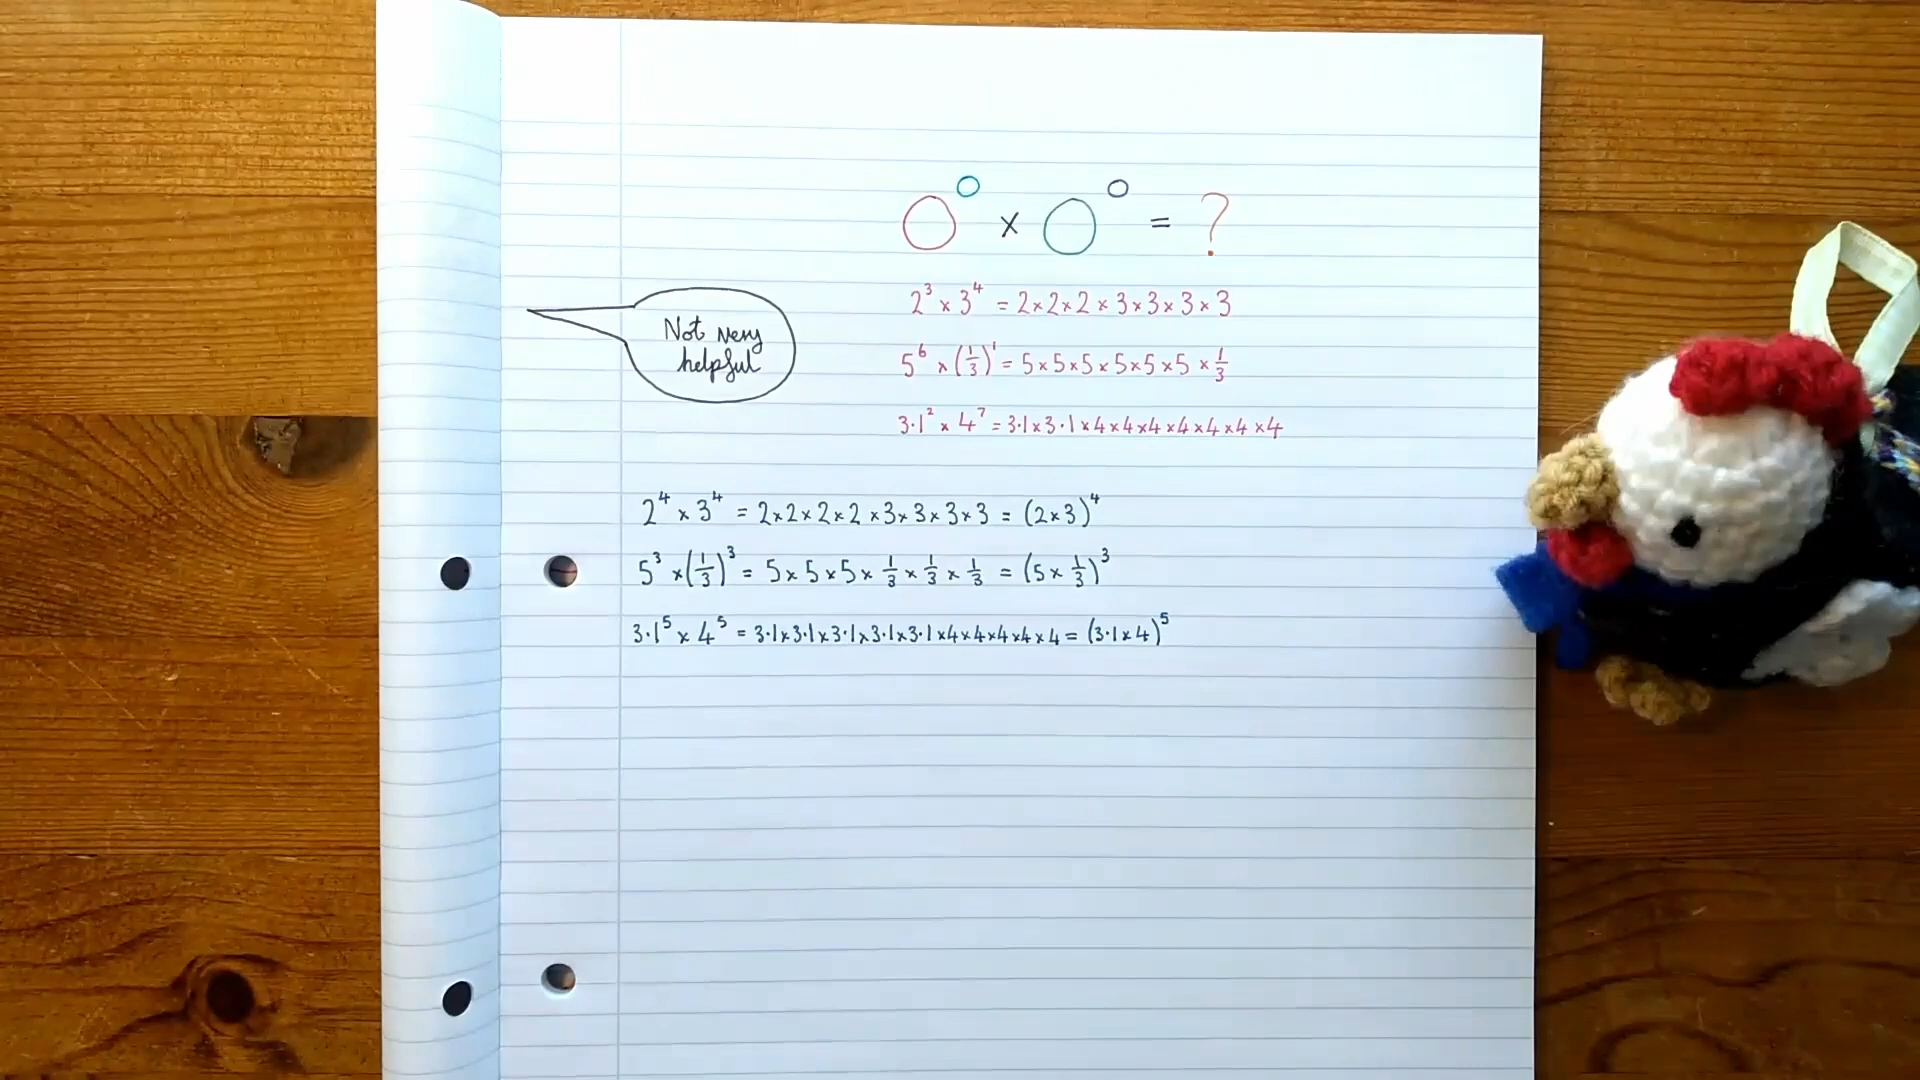 ○^○ × ○^○ = ?
2³ × 3⁴ = 2×2×2 × 3×3×3×3
Not very
helpful
5⁶ × (1/3)¹ = 5×5×5×5×5×5 × 1/3
3·1² × 4⁷ = 3·1×3·1×4×4×4×4×4×4×4
2⁴ × 3⁴ = 2×2×2×2×3×3×3×3 = (2×3)⁴
5³ × (1/3)³ = 5×5×5× 1/3 × 1/3 × 1/3 = (5 × 1/3)³
3·1⁵ × 4⁵ = 3·1×3·1×3·1×3·1×3·1×4×4×4×4×4 = (3·1×4)⁵